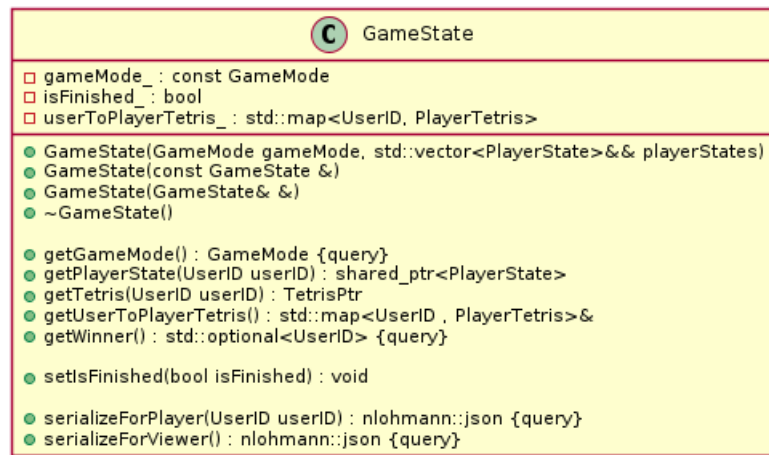 C GameState
gameMode_ : const GameMode
isFinished_ : bool
userToPlayerTetris_ : std::map<UserID, PlayerTetris>
GameState(GameMode gameMode, std::vector<PlayerState>&& playerStates)
GameState(const GameState &)
GameState(GameState& &)
~GameState()
getGameMode() : GameMode {query}
getPlayerState(UserID userID) : shared_ptr<PlayerState>
getTetris(UserID userID) : TetrisPtr
getUserToPlayerTetris() : std::map<UserID , PlayerTetris>&
getWinner() : std::optional<UserID> {query}
setIsFinished(bool isFinished) : void
serializeForPlayer(UserID userID) : nlohmann::json {query}
serializeForViewer() : nlohmann::json {query}